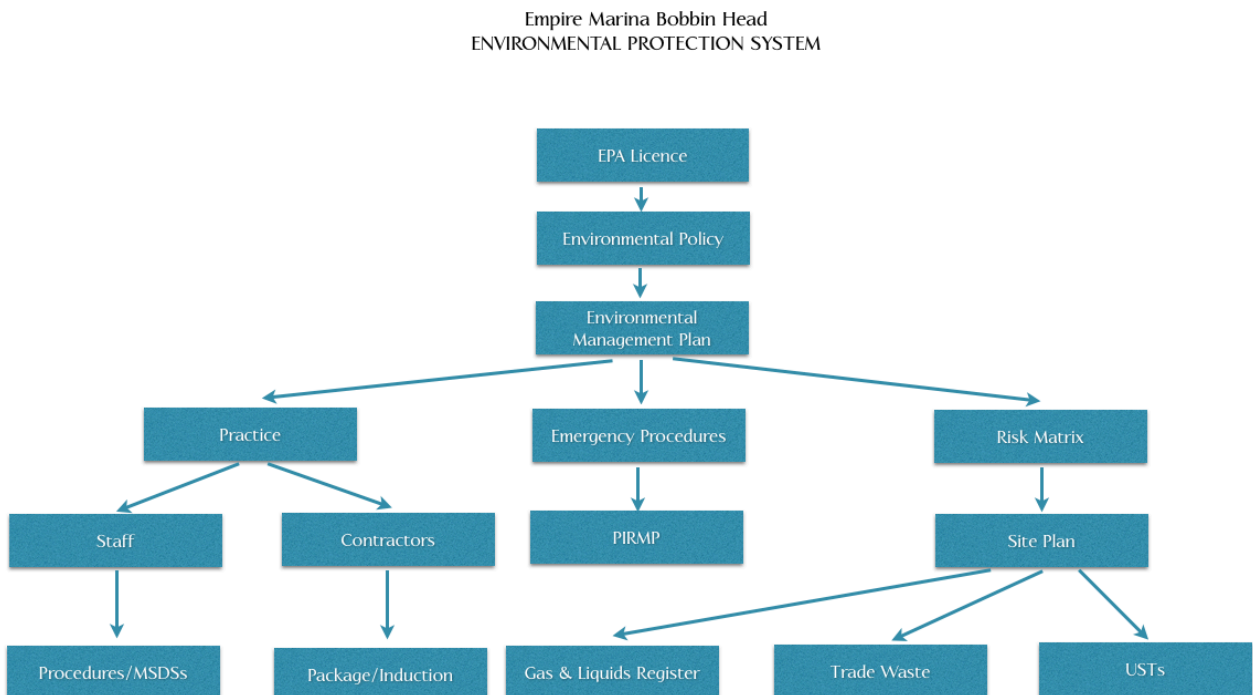 Empire Marina Bobbin Head
ENVIRONMENTAL PROTECTION SYSTEM
EPA Licence
Environmental Policy
Environmental
Management Plan
Practice
Emergency Procedures
Risk Matrix
Staff
Contractors
PIRMP
Site Plan
Procedures/MSDSs
Package/Induction
Gas & Liquids Register
Trade Waste
USTs